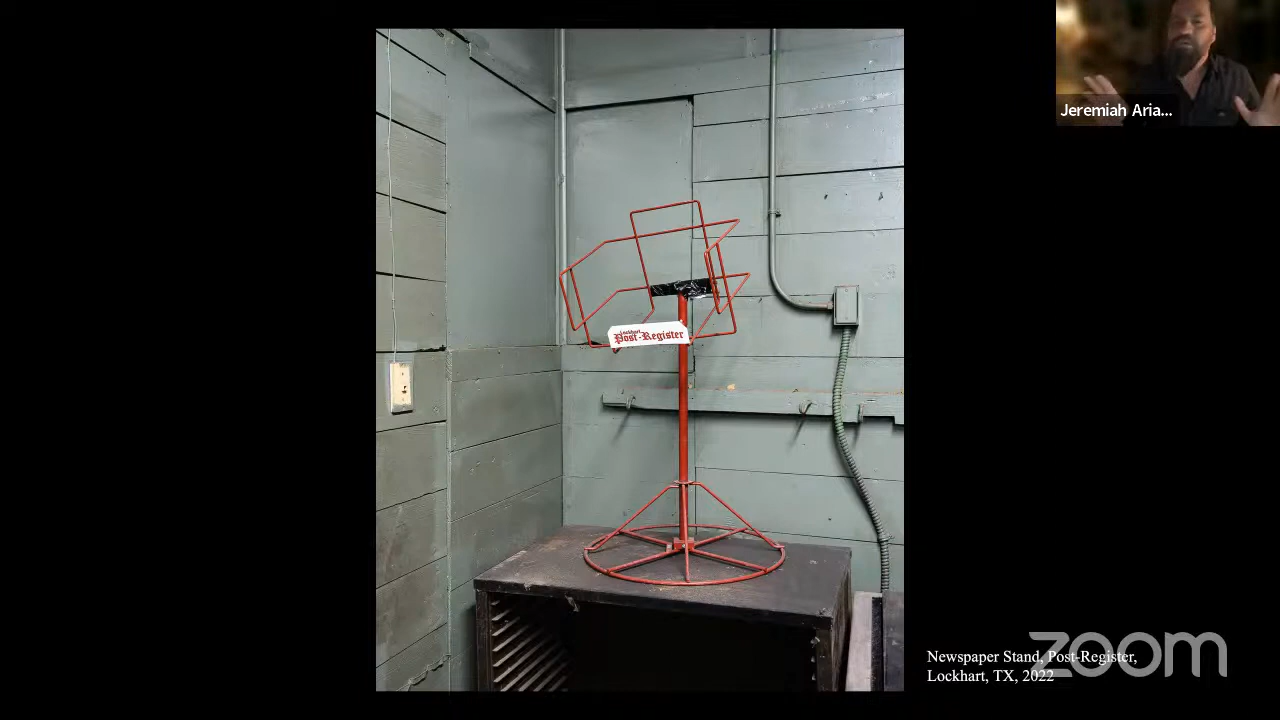 Jeremiah Aria...
Lockhart
Post-Register
Newspaper Stand, Post-Register,
Lockhart, TX, 2022
zoom